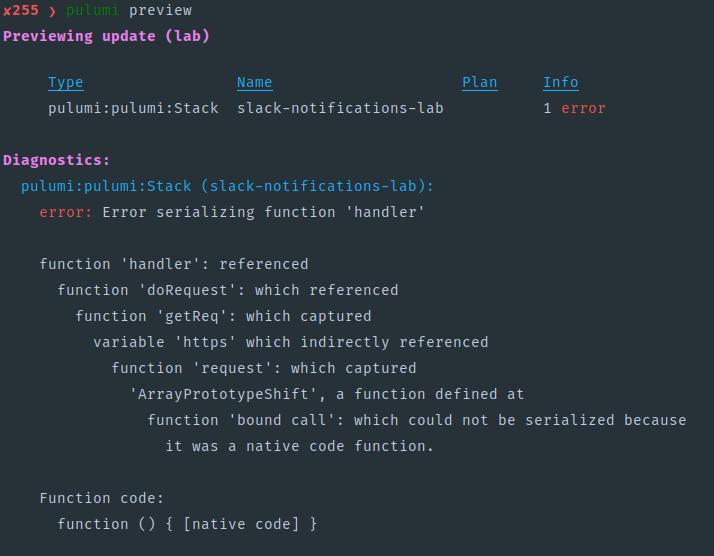 ✘255 ❯ pulumi preview
Previewing update (lab)
Type Name Plan Info
pulumi:pulumi:Stack slack-notifications-lab 1 error
Diagnostics:
pulumi:pulumi:Stack (slack-notifications-lab):
error: Error serializing function 'handler'
function 'handler': referenced
function 'doRequest': which referenced
function 'getReq': which captured
variable 'https' which indirectly referenced
function 'request': which captured
'ArrayPrototypeShift', a function defined at
function 'bound call': which could not be serialized because
it was a native code function.
Function code:
function () { [native code] }